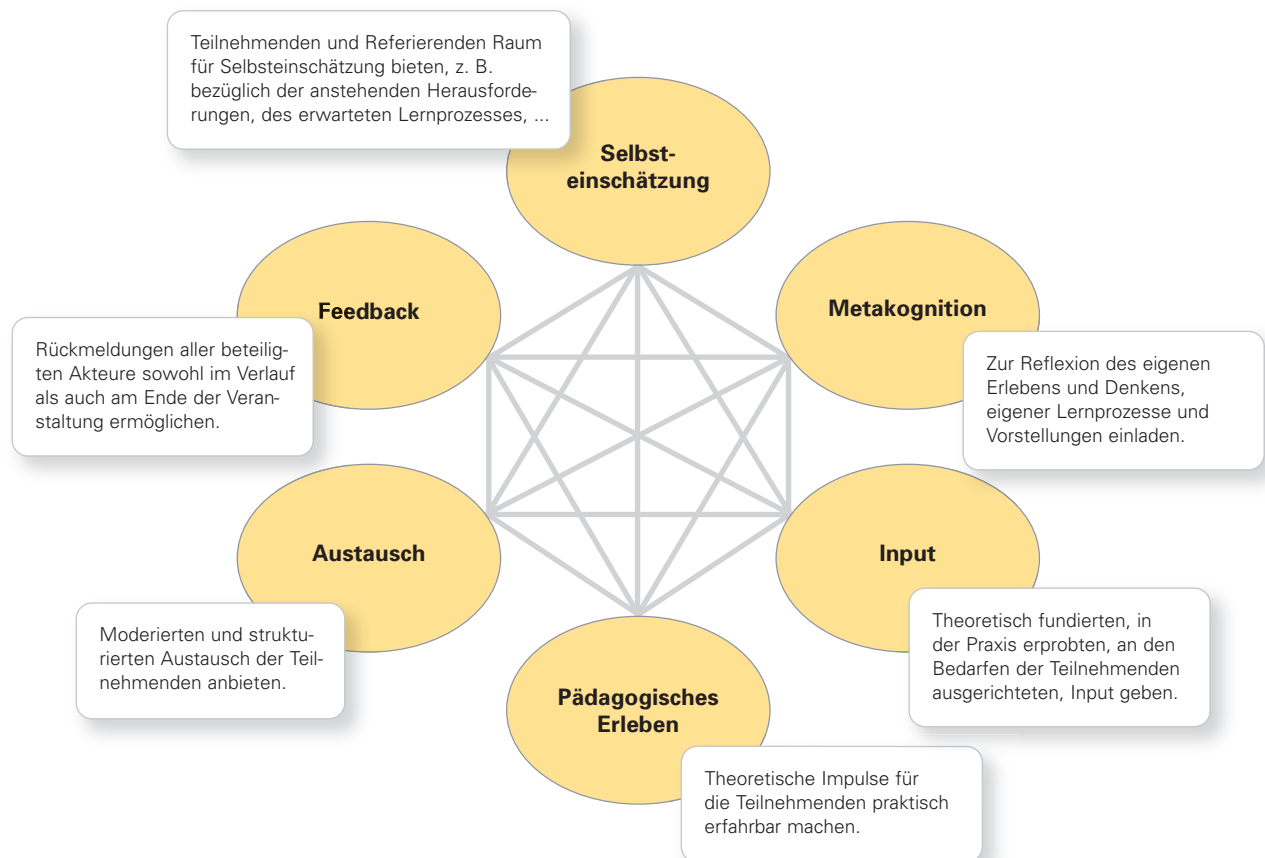 Teilnehmenden und Referierenden Raum
für Selbsteinschätzung bieten, z. B.
bezüglich der anstehenden Herausforde-
rungen, des erwarteten Lernprozesses, ...
Selbst-
einschätzung
Feedback
Rückmeldungen aller beteilig-
ten Akteure sowohl im Verlauf
als auch am Ende der Veran-
staltung ermöglichen.
Metakognition
Zur Reflexion des eigenen
Erlebens und Denkens,
eigener Lernprozesse und
Vorstellungen einladen.
Austausch
Moderierten und struktu-
rierten Austausch der Teil-
nehmenden anbieten.
Input
Theoretisch fundierten, in
der Praxis erprobten, an den
Bedarfen der Teilnehmenden
ausgerichteten, Input geben.
Pädagogisches
Erleben
Theoretische Impulse für
die Teilnehmenden praktisch
erfahrbar machen.